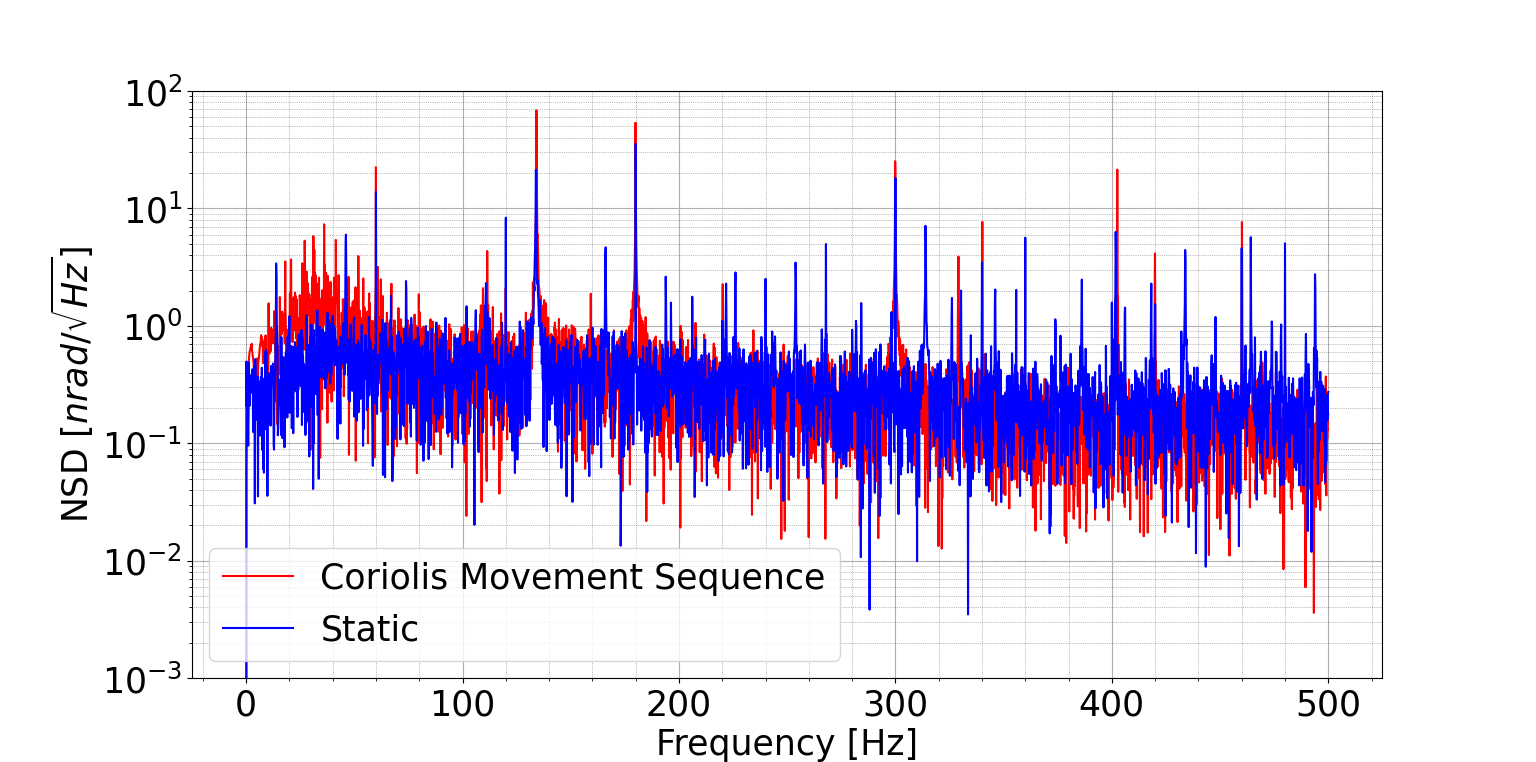 NSD [nrad/√Hz]
10²
10¹
10⁰
10⁻¹
10⁻²
10⁻³
Coriolis Movement Sequence
Static
0 100 200 300 400 500
Frequency [Hz]